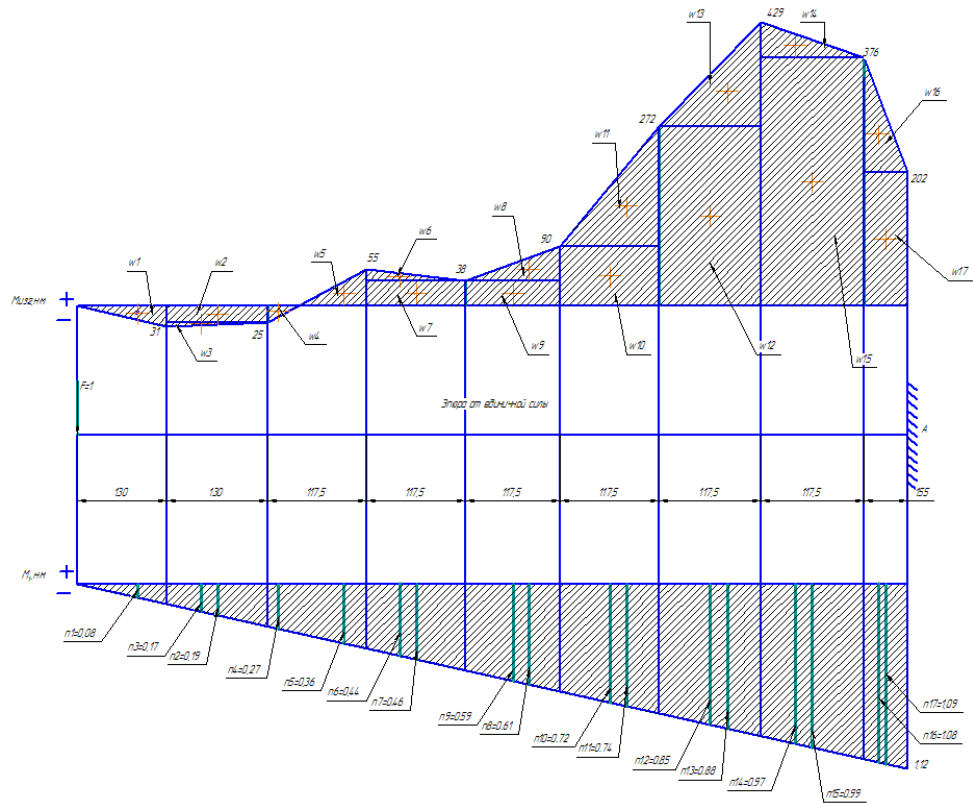 429
w13
w14
376
w16
272
w11
202
w8
90
w6
w5
55
38
w17
w1
w2
Мизг,нм
+
−
31
w3
25
w4
w7
w9
w10
w12
w15
F=1
Эпюра от единичной силы
А
130
130
117,5
117,5
117,5
117,5
117,5
117,5
155
М₁,нм
+
−
n1=0,08
n3=0,17
n2=0,19
n4=0,27
n5=0,36
n6=0,44
n7=0,46
n9=0.59
n8=0.61
n10=0.72
n11=0.74
n12=0.85
n13=0.88
n14=0.97
n15=0.99
n17=1.09
n16=1.08
1,12